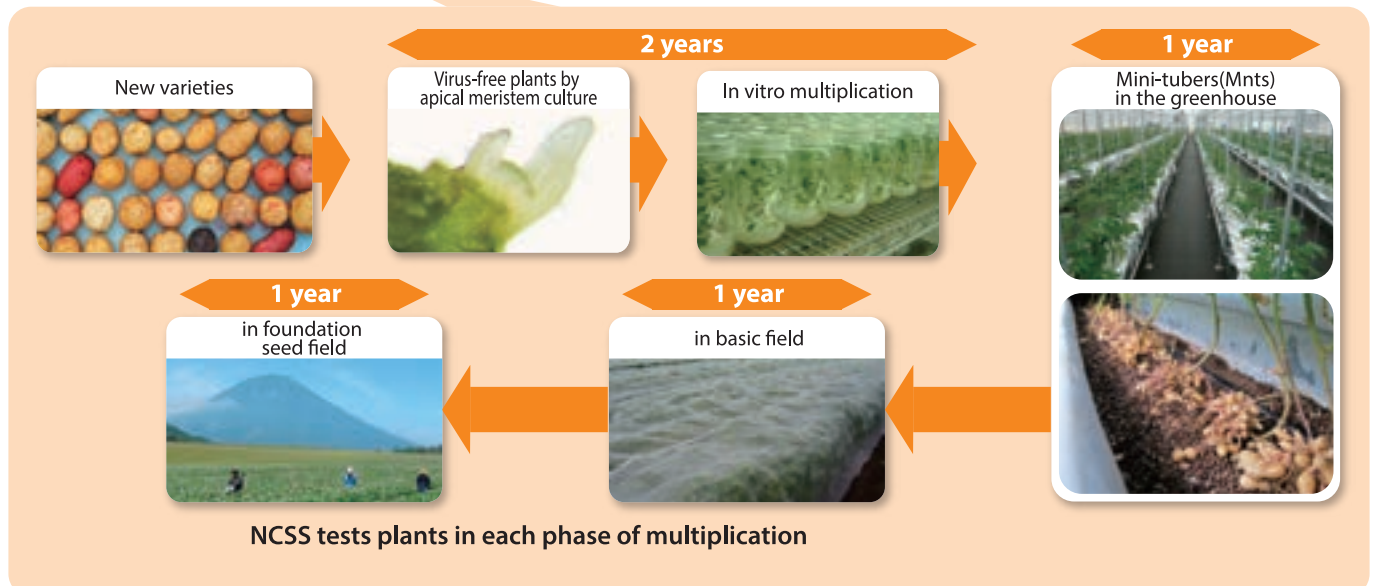 2 years
1 year
New varieties
Virus-free plants by
apical meristem culture
In vitro multiplication
Mini-tubers(Mnts)
in the greenhouse
1 year
1 year
in foundation
seed field
in basic field
NCSS tests plants in each phase of multiplication